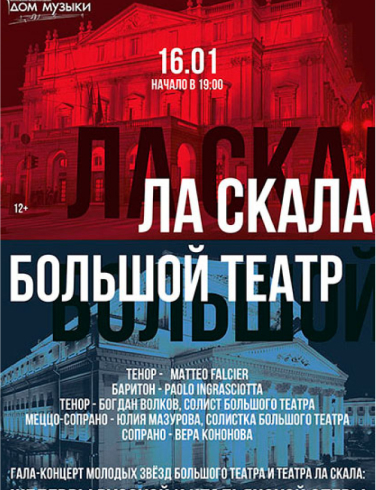 ДОМ МУЗЫКИ
16.01
НАЧАЛО В 19:00
ЛА СКА
12+
ЛА СКАЛА
БОЛЬШОЙ ТЕАТР
БОЛЬШОЙ
ТЕНОР - MATTEO FALCIER
БАРИТОН - PAOLO INGRASCIOTTA
ТЕНОР - БОГДАН ВОЛКОВ, СОЛИСТ БОЛЬШОГО ТЕАТРА
МЕЦЦО-СОПРАНО - ЮЛИЯ МАЗУРОВА, СОЛИСТКА БОЛЬШОГО ТЕАТРА
СОПРАНО - ВЕРА КОНОНОВА
ГАЛА-КОНЦЕРТ МОЛОДЫХ ЗВЁЗД БОЛЬШОГО ТЕАТРА И ТЕАТРА ЛА СКАЛА: